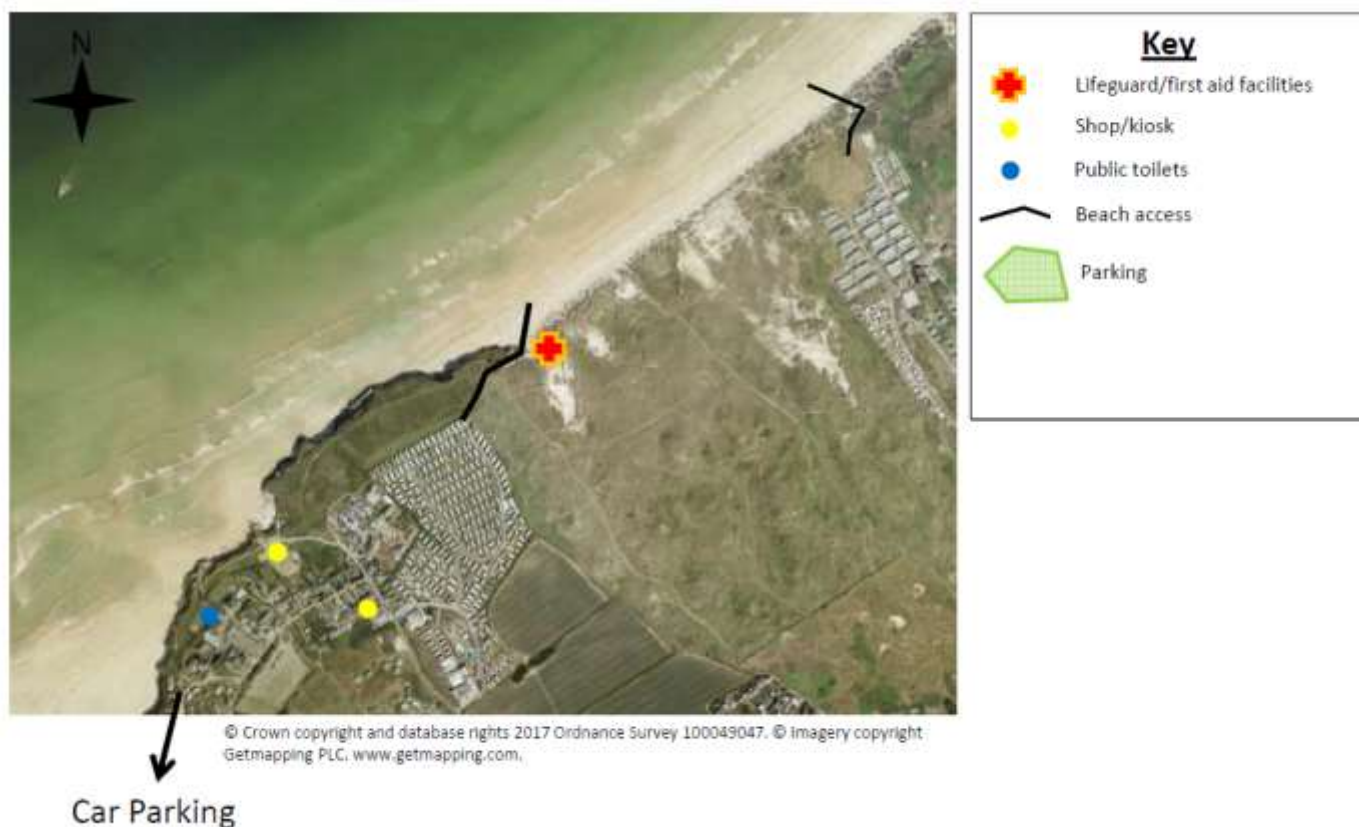 N
Key
Lifeguard/first aid facilities
Shop/kiosk
Public toilets
Beach access
Parking
© Crown copyright and database rights 2017 Ordnance Survey 100049047. © Imagery copyright
Getmapping PLC. www.getmapping.com.
Car Parking